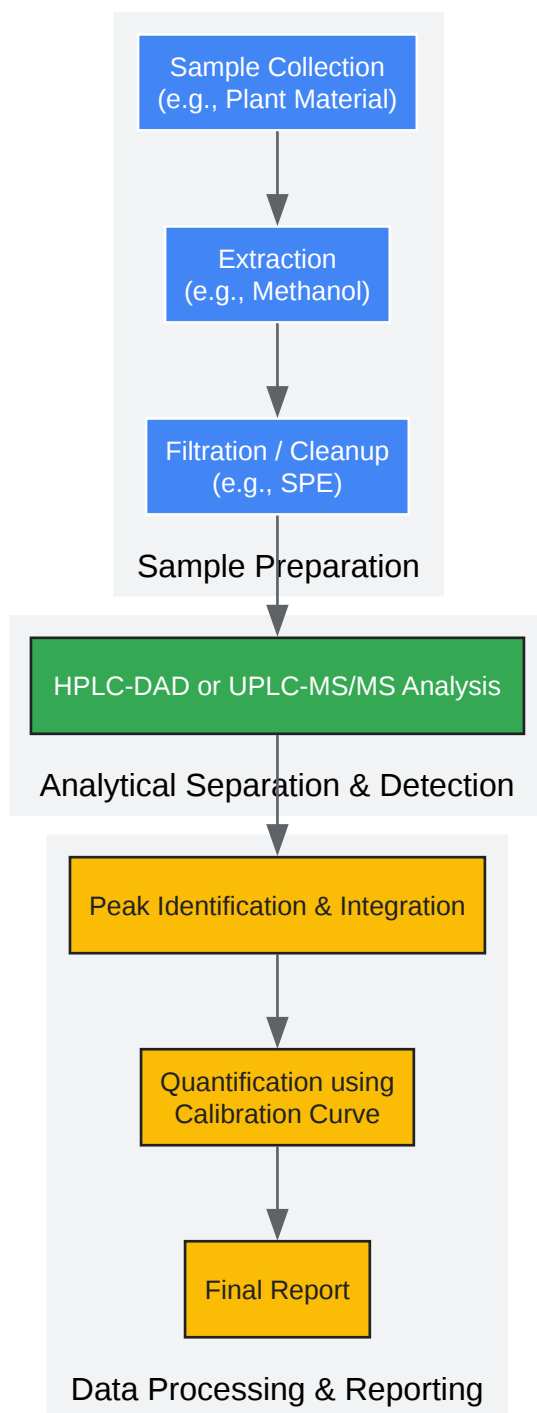 Sample Collection
(e.g., Plant Material)
Extraction
(e.g., Methanol)
Filtration / Cleanup
(e.g., SPE)
Sample Preparation
HPLC-DAD or UPLC-MS/MS Analysis
Analytical Separation & Detection
Peak Identification & Integration
Quantification using
Calibration Curve
Final Report
Data Processing & Reporting